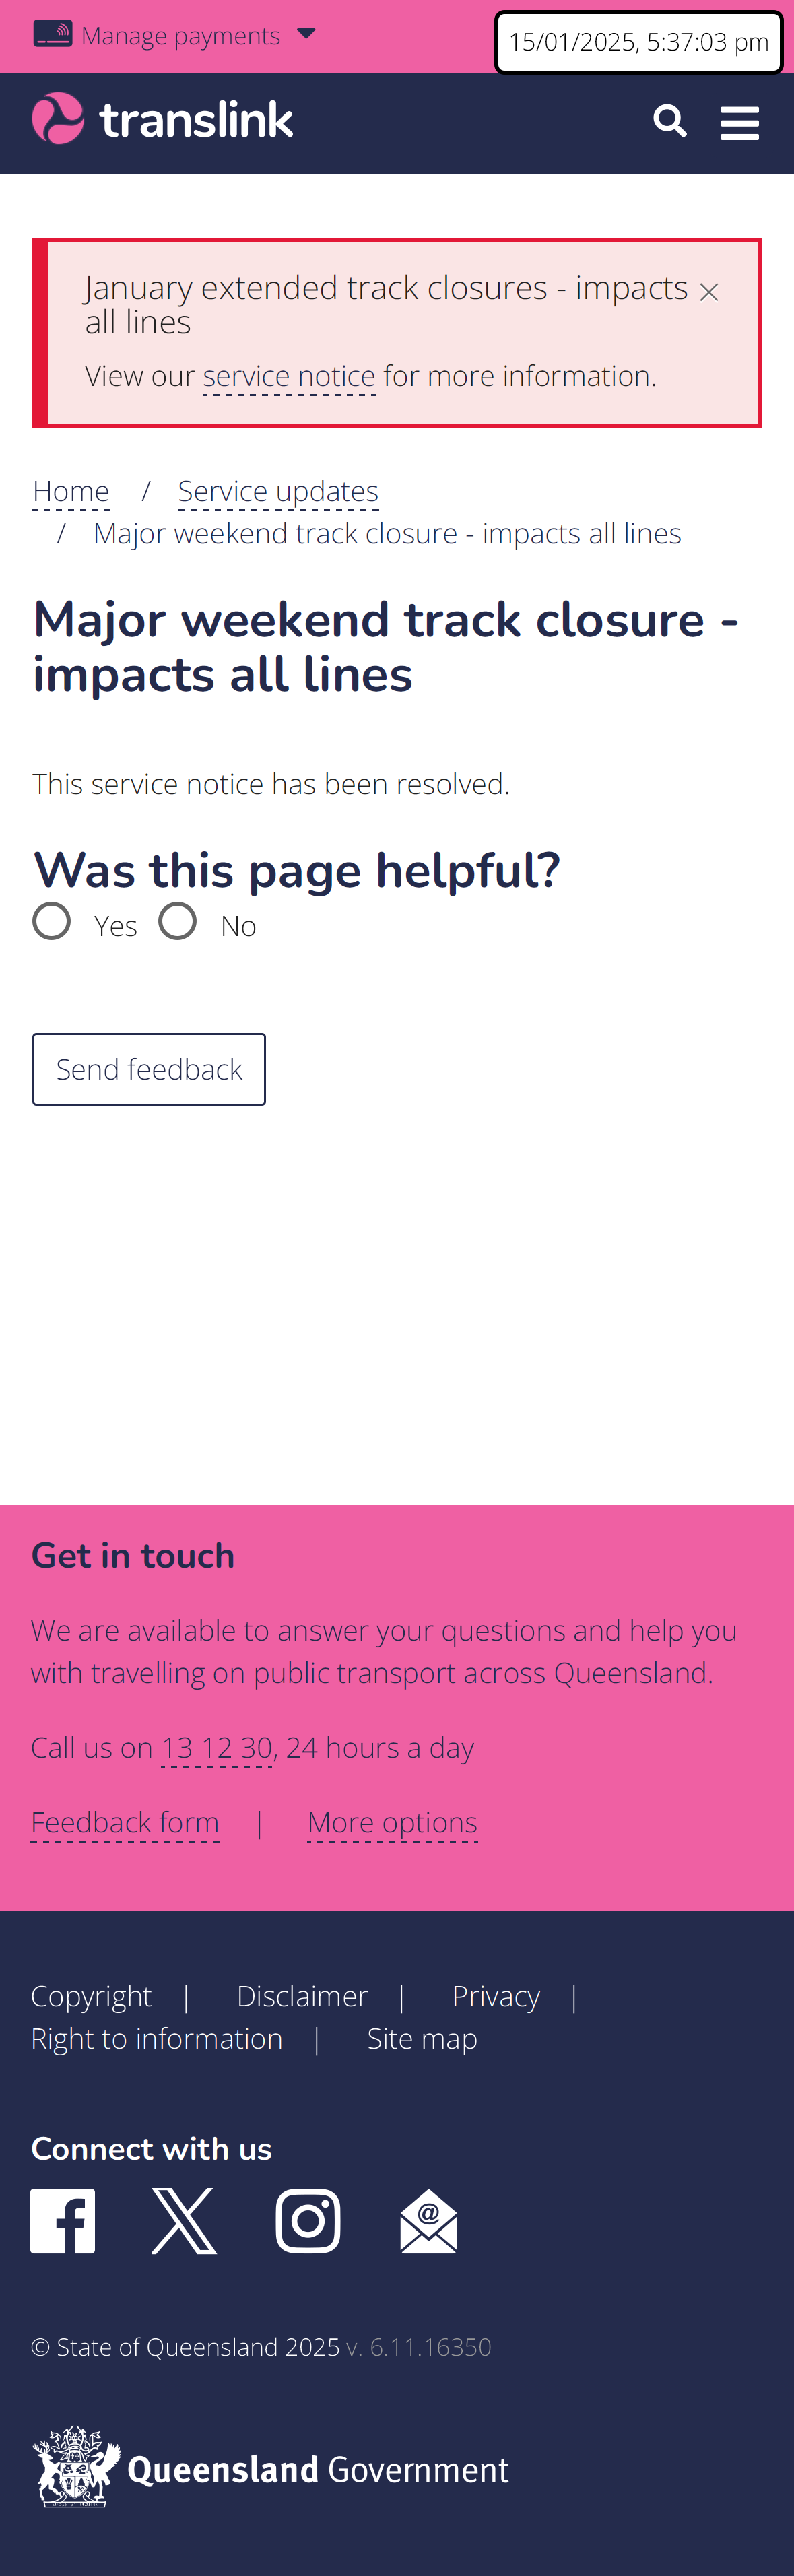 Manage payments
15/01/2025, 5:37:03 pm
translink
January extended track closures - impacts
all lines
View our service notice for more information.
Home / Service updates
/ Major weekend track closure - impacts all lines
Major weekend track closure -
impacts all lines
This service notice has been resolved.
Was this page helpful?
Yes No
Send feedback
Get in touch
We are available to answer your questions and help you
with travelling on public transport across Queensland.
Call us on 13 12 30, 24 hours a day
Feedback form | More options
Copyright | Disclaimer | Privacy |
Right to information | Site map
Connect with us
© State of Queensland 2025 v. 6.11.16350
Queensland Government